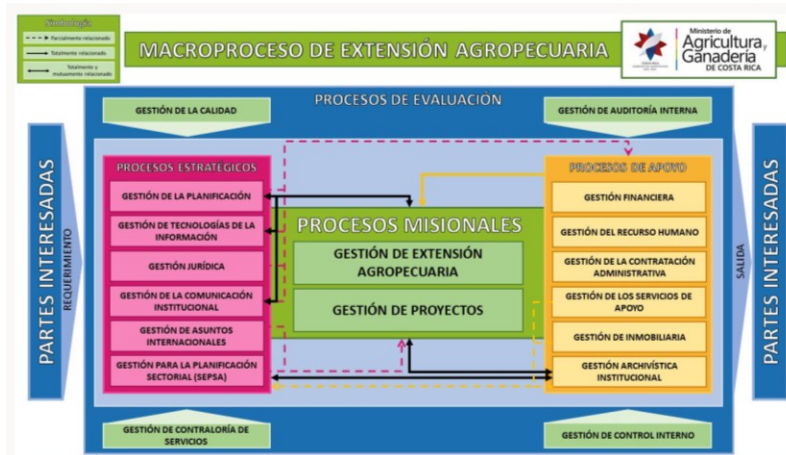 Simbología
Parcialmente relacionado
Totalmente relacionado
Totalmente y
mutuamente relacionado
MACROPROCESO DE EXTENSIÓN AGROPECUARIA
Ministerio de
Agricultura y
Ganadería
DE COSTA RICA
PROCESOS DE EVALUACIÓN
GESTIÓN DE LA CALIDAD
GESTIÓN DE AUDITORÍA INTERNA
PARTES INTERESADAS
REQUERIMIENTO
PROCESOS ESTRATÉGICOS
GESTIÓN DE LA PLANIFICACIÓN
GESTIÓN DE TECNOLOGÍAS DE LA
INFORMACIÓN
GESTIÓN JURÍDICA
GESTIÓN DE LA COMUNICACIÓN
INSTITUCIONAL
GESTIÓN DE ASUNTOS
INTERNACIONALES
GESTIÓN PARA LA PLANIFICACIÓN
SECTORIAL (SEPSA)
PROCESOS MISIONALES
GESTIÓN DE EXTENSIÓN
AGROPECUARIA
GESTIÓN DE PROYECTOS
PROCESOS DE APOYO
GESTIÓN FINANCIERA
GESTIÓN DEL RECURSO HUMANO
GESTIÓN DE LA CONTRATACIÓN
ADMINISTRATIVA
GESTIÓN DE LOS SERVICIOS DE
APOYO
GESTIÓN DE INMOBILIARIA
GESTIÓN ARCHIVÍSTICA
INSTITUCIONAL
SALIDA
PARTES INTERESADAS
GESTIÓN DE CONTRALORÍA DE
SERVICIOS
GESTIÓN DE CONTROL INTERNO